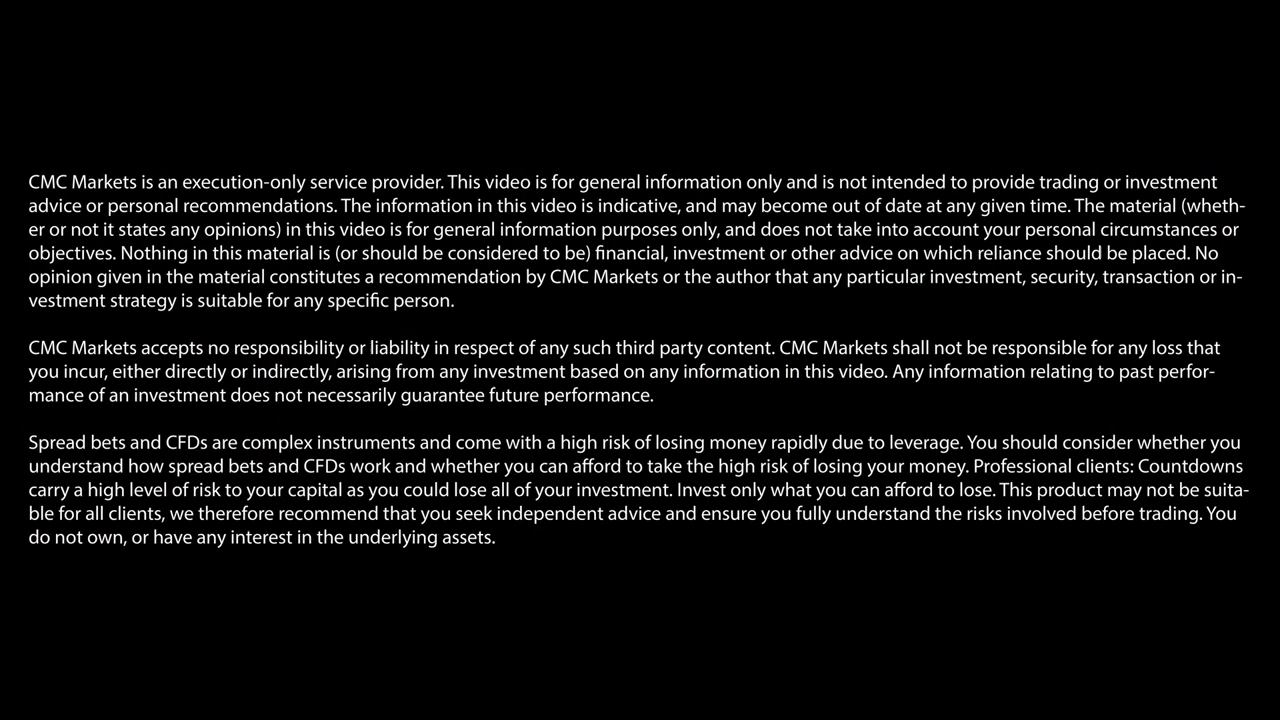 CMC Markets is an execution-only service provider. This video is for general information only and is not intended to provide trading or investment
advice or personal recommendations. The information in this video is indicative, and may become out of date at any given time. The material (wheth-
er or not it states any opinions) in this video is for general information purposes only, and does not take into account your personal circumstances or
objectives. Nothing in this material is (or should be considered to be) financial, investment or other advice on which reliance should be placed. No
opinion given in the material constitutes a recommendation by CMC Markets or the author that any particular investment, security, transaction or in-
vestment strategy is suitable for any specific person.
CMC Markets accepts no responsibility or liability in respect of any such third party content. CMC Markets shall not be responsible for any loss that
you incur, either directly or indirectly, arising from any investment based on any information in this video. Any information relating to past perfor-
mance of an investment does not necessarily guarantee future performance.
Spread bets and CFDs are complex instruments and come with a high risk of losing money rapidly due to leverage. You should consider whether you
understand how spread bets and CFDs work and whether you can afford to take the high risk of losing your money. Professional clients: Countdowns
carry a high level of risk to your capital as you could lose all of your investment. Invest only what you can afford to lose. This product may not be suita-
ble for all clients, we therefore recommend that you seek independent advice and ensure you fully understand the risks involved before trading. You
do not own, or have any interest in the underlying assets.